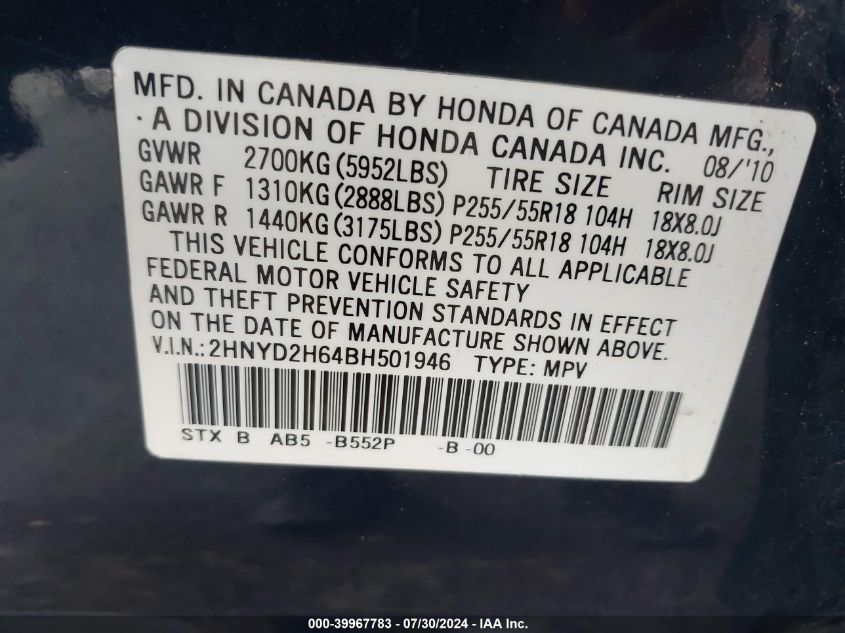 MFD. IN CANADA BY HONDA OF CANADA MFG.,
· A DIVISION OF HONDA CANADA INC. 08/'10
GVWR 2700KG (5952LBS) TIRE SIZE RIM SIZE
GAWR F 1310KG (2888LBS) P255/55R18 104H 18X8.0J
GAWR R 1440KG (3175LBS) P255/55R18 104H 18X8.0J
THIS VEHICLE CONFORMS TO ALL APPLICABLE
FEDERAL MOTOR VEHICLE SAFETY
AND THEFT PREVENTION STANDARDS IN EFFECT
ON THE DATE OF MANUFACTURE SHOWN ABOVE.
V.I.N.:2HNYD2H64BH501946 TYPE: MPV
STX B AB5 -B552P -B -00
000-39967783 - 07/30/2024 - IAA Inc.